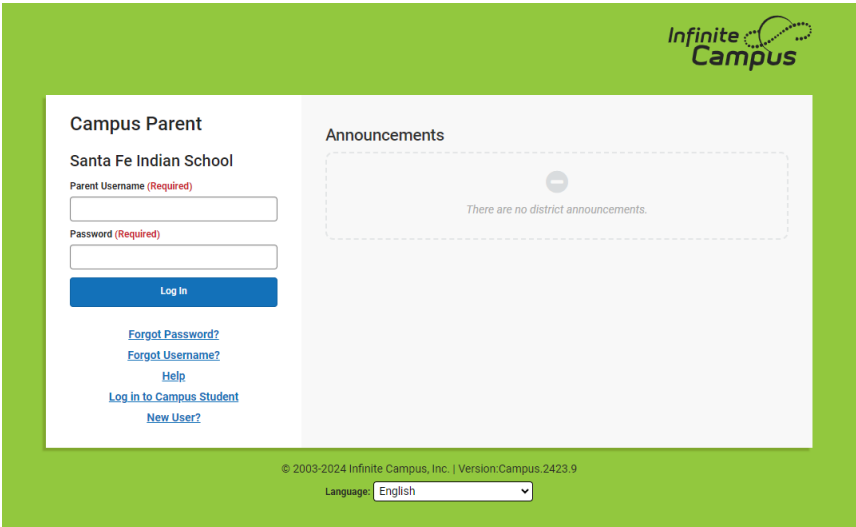 Infinite
Campus
Campus Parent
Santa Fe Indian School
Parent Username (Required)
Password (Required)
Log In
Forgot Password?
Forgot Username?
Help
Log in to Campus Student
New User?
Announcements
There are no district announcements.
© 2003-2024 Infinite Campus, Inc. | Version:Campus.2423.9
Language: English